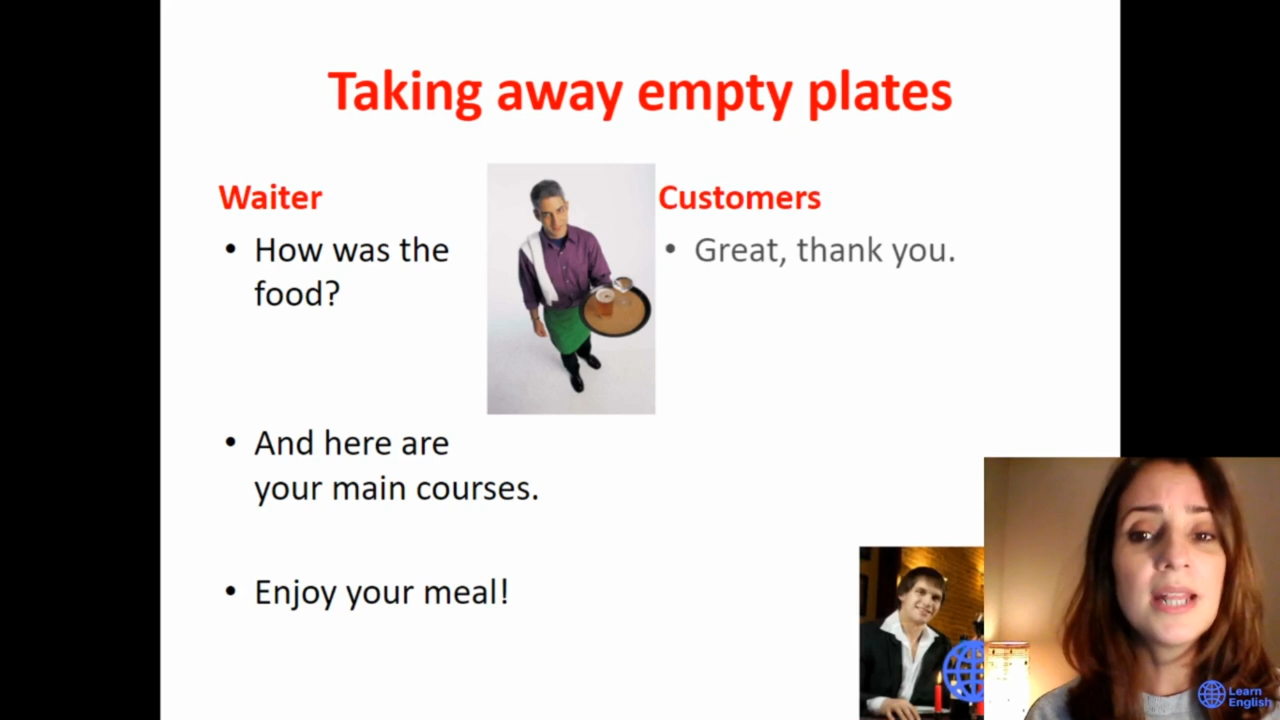 Taking away empty plates
Waiter
• How was the
food?
• And here are
your main courses.
• Enjoy your meal!
Customers
• Great, thank you.
Learn
English